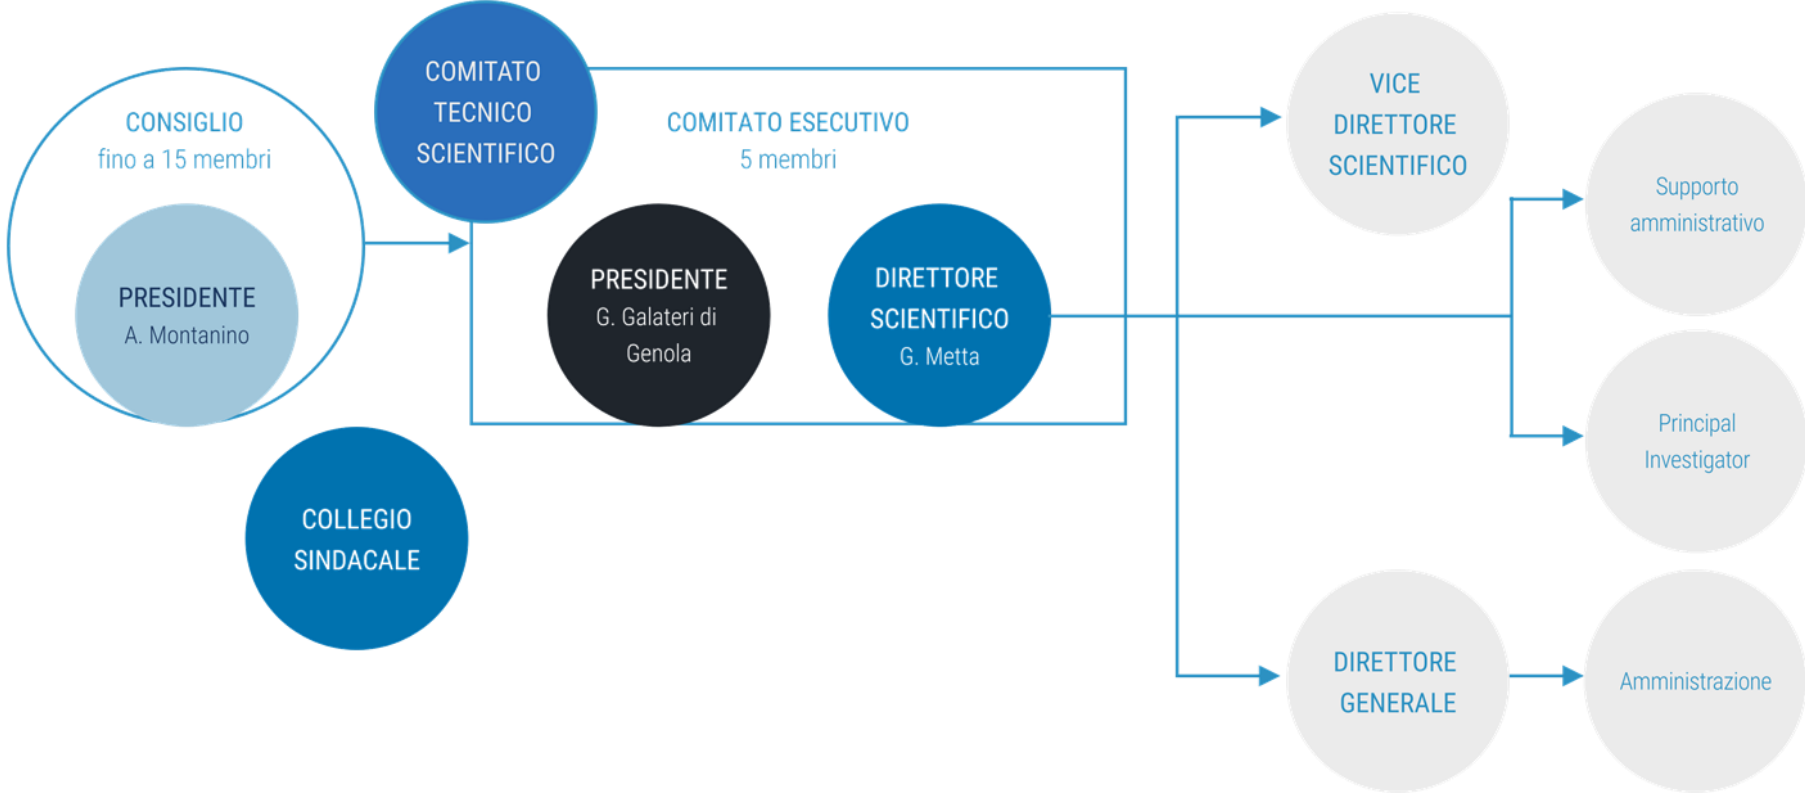 CONSIGLIO
fino a 15 membri
PRESIDENTE
A. Montanino
COLLEGIO
SINDACALE
COMITATO
TECNICO
SCIENTIFICO
COMITATO ESECUTIVO
5 membri
PRESIDENTE
G. Galateri di
Genola
DIRETTORE
SCIENTIFICO
G. Metta
VICE
DIRETTORE
SCIENTIFICO
Supporto
amministrativo
Principal
Investigator
DIRETTORE
GENERALE
Amministrazione